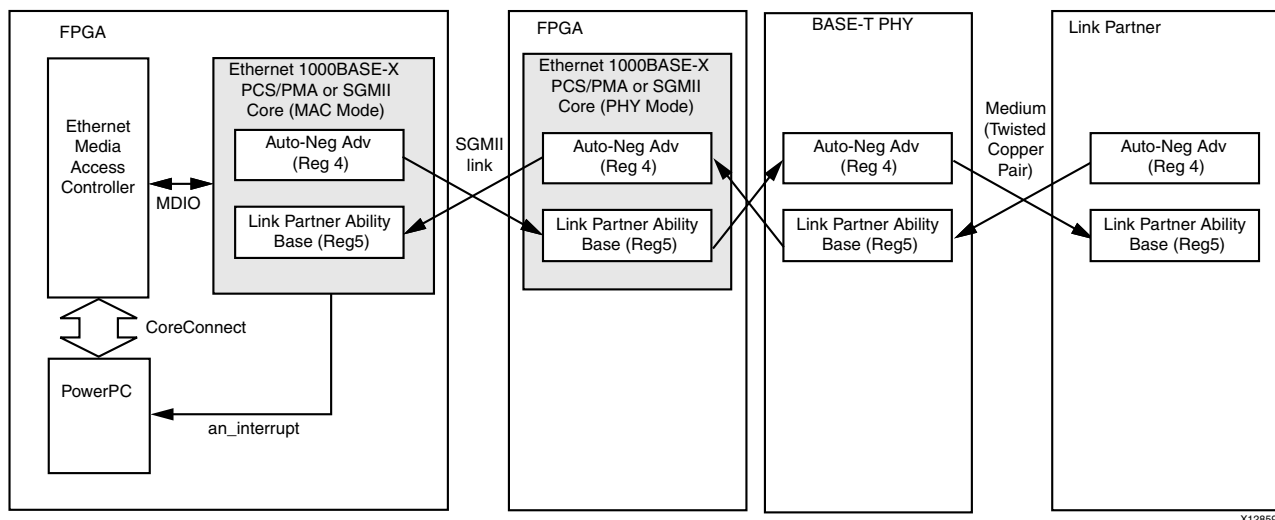 FPGA
Ethernet
Media
Access
Controller
MDIO
Ethernet 1000BASE-X
PCS/PMA or SGMII
Core (MAC Mode)
Auto-Neg Adv
(Reg 4)
Link Partner Ability
Base (Reg5)
CoreConnect
PowerPC
an_interrupt
SGMII
link
FPGA
Ethernet 1000BASE-X
PCS/PMA or SGMII
Core (PHY Mode)
Auto-Neg Adv
(Reg 4)
Link Partner Ability
Base (Reg5)
BASE-T PHY
Auto-Neg Adv
(Reg 4)
Link Partner Ability
Base (Reg5)
Medium
(Twisted
Copper
Pair)
Link Partner
Auto-Neg Adv
(Reg 4)
Link Partner Ability
Base (Reg5)
X12859